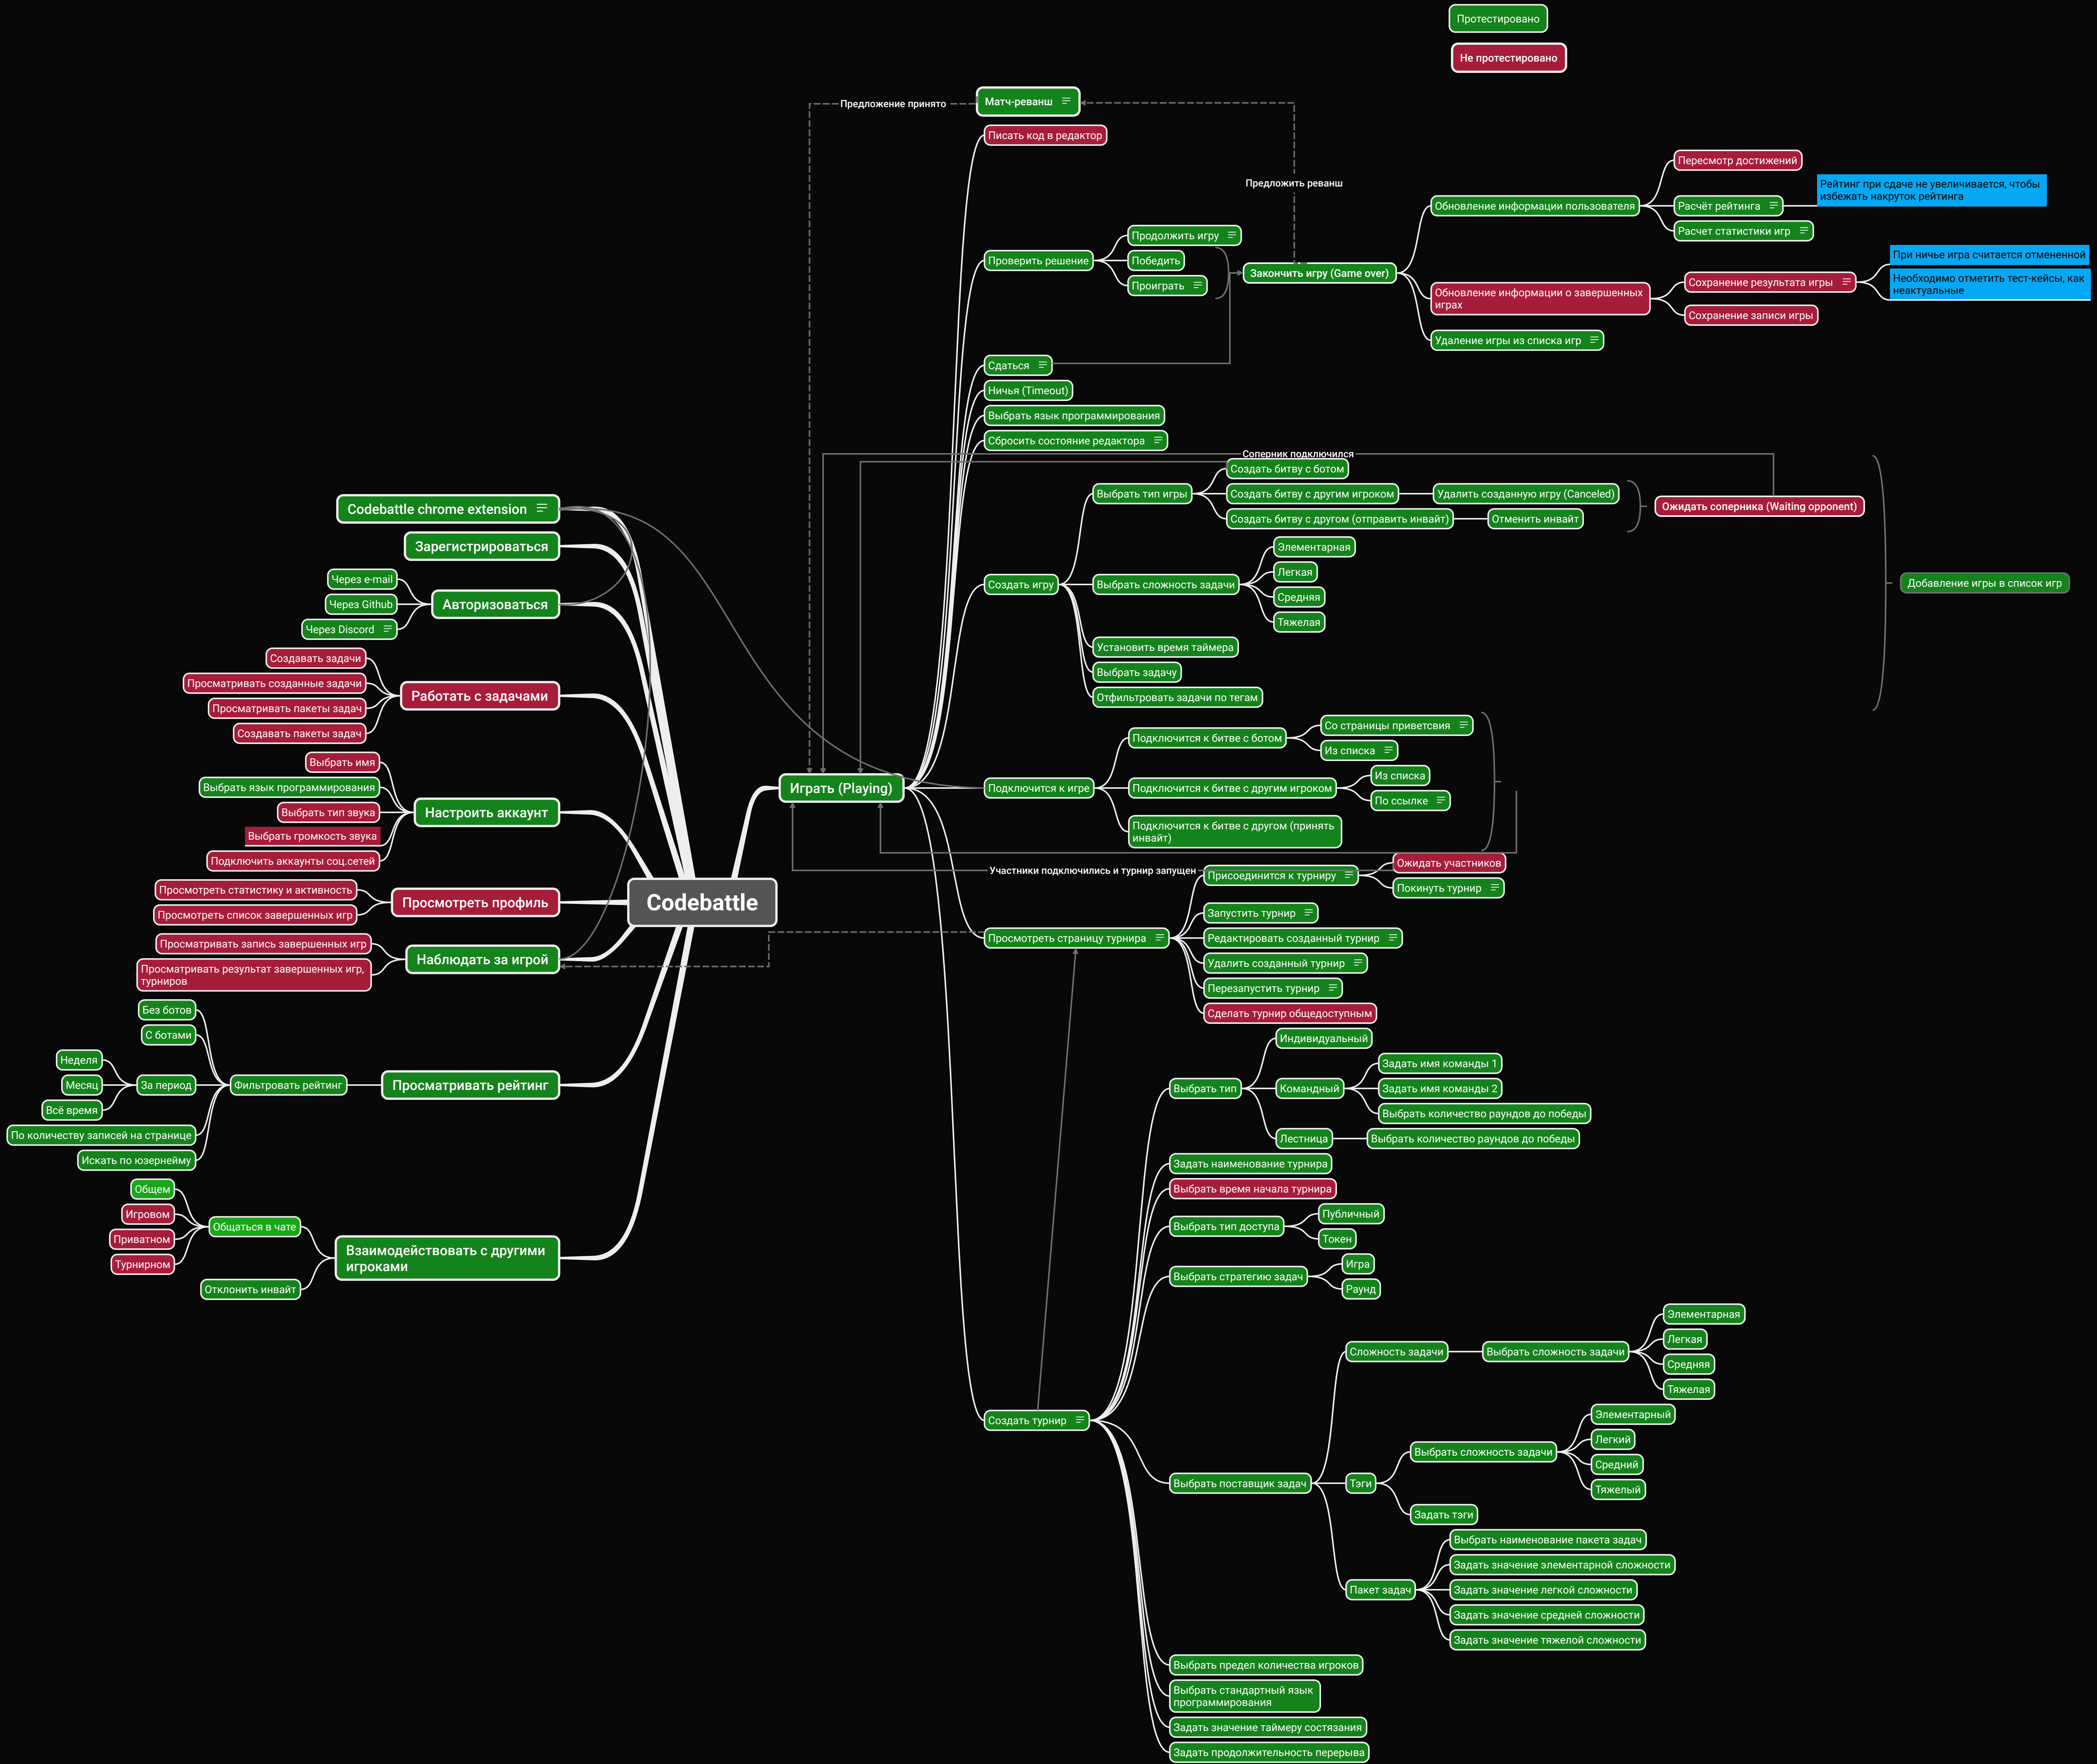 Протестировано
Не протестировано
Матч-реванш
Предложение принято
Писать код в редактор
Предложить реванш
Продолжить игру
Проверить решение
Победить
Проиграть
Закончить игру (Game over)
Обновление информации пользователя
Пересмотр достижений
Расчёт рейтинга
Рейтинг при сдаче не увеличивается, чтобы
избежать накруток рейтинга
Расчет статистики игр
Обновление информации о завершенных
играх
Сохранение результата игры
При ничье игра считается отмененной
Необходимо отметить тест-кейсы, как
неактуальные
Сохранение записи игры
Удаление игры из списка игр
Сдаться
Ничья (Timeout)
Выбрать язык программирования
Сбросить состояние редактора
Соперник подключился
Создать игру
Выбрать тип игры
Создать битву с ботом
Создать битву с другим игроком
Удалить созданную игру (Canceled)
Создать битву с другом (отправить инвайт)
Отменить инвайт
Ожидать соперника (Waiting opponent)
Добавление игры в список игр
Выбрать сложность задачи
Элементарная
Легкая
Средняя
Тяжелая
Установить время таймера
Выбрать задачу
Отфильтровать задачи по тегам
Играть (Playing)
Подключится к игре
Подключится к битве с ботом
Со страницы приветсвия
Из списка
Подключится к битве с другим игроком
Из списка
По ссылке
Подключится к битве с другом (принять
инвайт)
Участники подключились и турнир запущен
Просмотреть страницу турнира
Присоединится к турниру
Ожидать участников
Покинуть турнир
Запустить турнир
Редактировать созданный турнир
Удалить созданный турнир
Перезапустить турнир
Сделать турнир общедоступным
Создать турнир
Выбрать тип
Индивидуальный
Командный
Задать имя команды 1
Задать имя команды 2
Выбрать количество раундов до победы
Лестница
Выбрать количество раундов до победы
Задать наименование турнира
Выбрать время начала турнира
Выбрать тип доступа
Публичный
Токен
Выбрать стратегию задач
Игра
Раунд
Выбрать поставщик задач
Сложность задачи
Выбрать сложность задачи
Элементарная
Легкая
Средняя
Тяжелая
Тэги
Выбрать сложность задачи
Элементарный
Легкий
Средний
Тяжелый
Задать тэги
Пакет задач
Выбрать наименование пакета задач
Задать значение элементарной сложности
Задать значение легкой сложности
Задать значение средней сложности
Задать значение тяжелой сложности
Выбрать предел количества игроков
Выбрать стандартный язык
программирования
Задать значение таймеру состязания
Задать продолжительность перерыва
Codebattle
Codebattle chrome extension
Зарегистрироваться
Авторизоваться
Через e-mail
Через Github
Через Discord
Работать с задачами
Создавать задачи
Просматривать созданные задачи
Просматривать пакеты задач
Создавать пакеты задач
Настроить аккаунт
Выбрать имя
Выбрать язык программирования
Выбрать тип звука
Выбрать громкость звука
Подключить аккаунты соц.сетей
Просмотреть профиль
Просмотреть статистику и активность
Просмотреть список завершенных игр
Наблюдать за игрой
Просматривать запись завершенных игр
Просматривать результат завершенных игр,
турниров
Просматривать рейтинг
Фильтровать рейтинг
Без ботов
С ботами
За период
Неделя
Месяц
Всё время
По количеству записей на странице
Искать по юзернейму
Взаимодействовать с другими
игроками
Общаться в чате
Общем
Игровом
Приватном
Турнирном
Отклонить инвайт